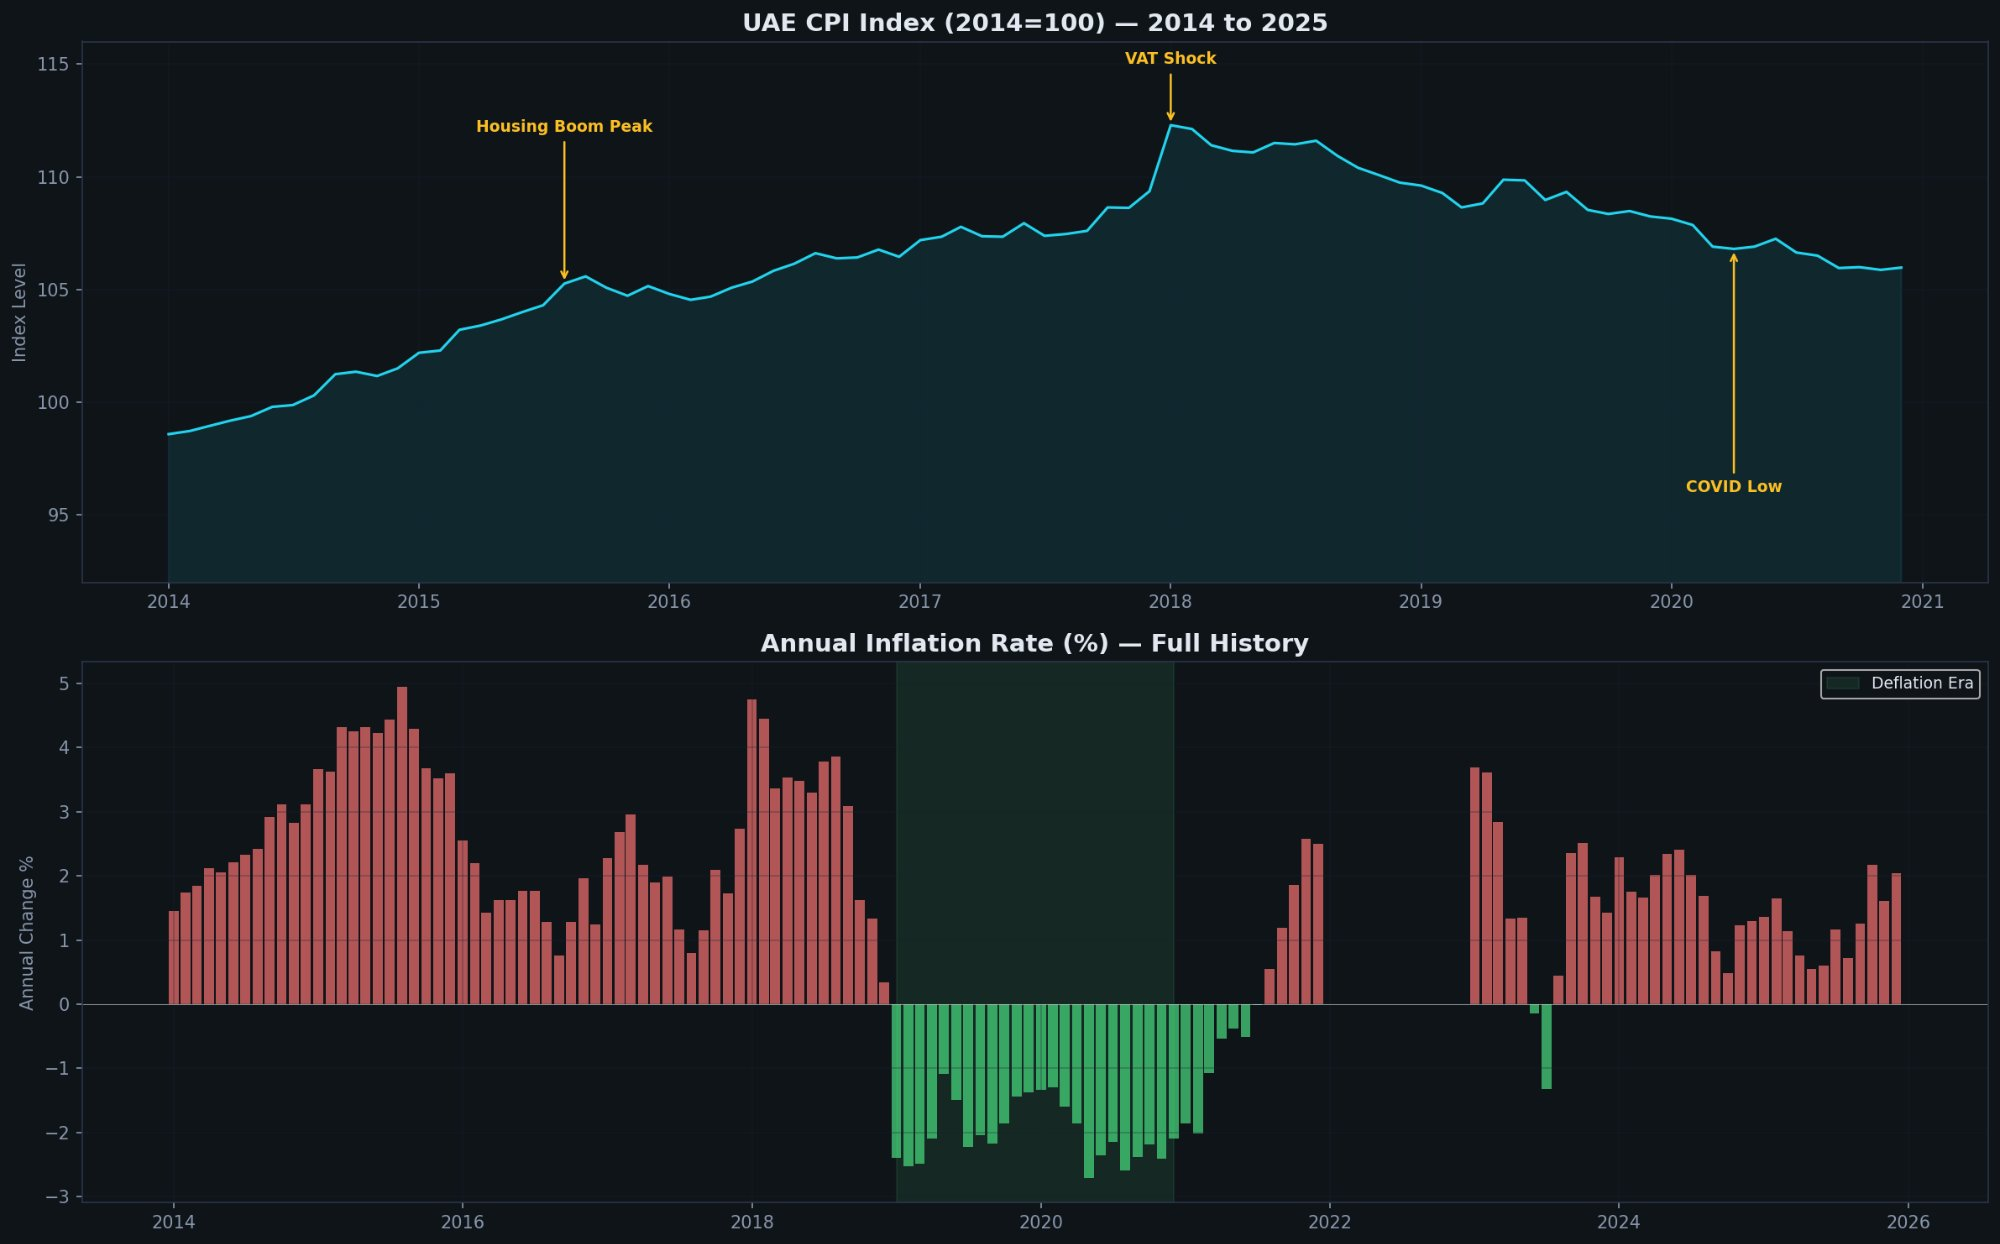 UAE CPI Index (2014=100) — 2014 to 2025
VAT Shock
Housing Boom Peak
COVID Low
Index Level
115
110
105
100
95
2014 2015 2016 2017 2018 2019 2020 2021
Annual Inflation Rate (%) — Full History
Deflation Era
Annual Change %
5
4
3
2
1
0
−1
−2
−3
2014 2016 2018 2020 2022 2024 2026